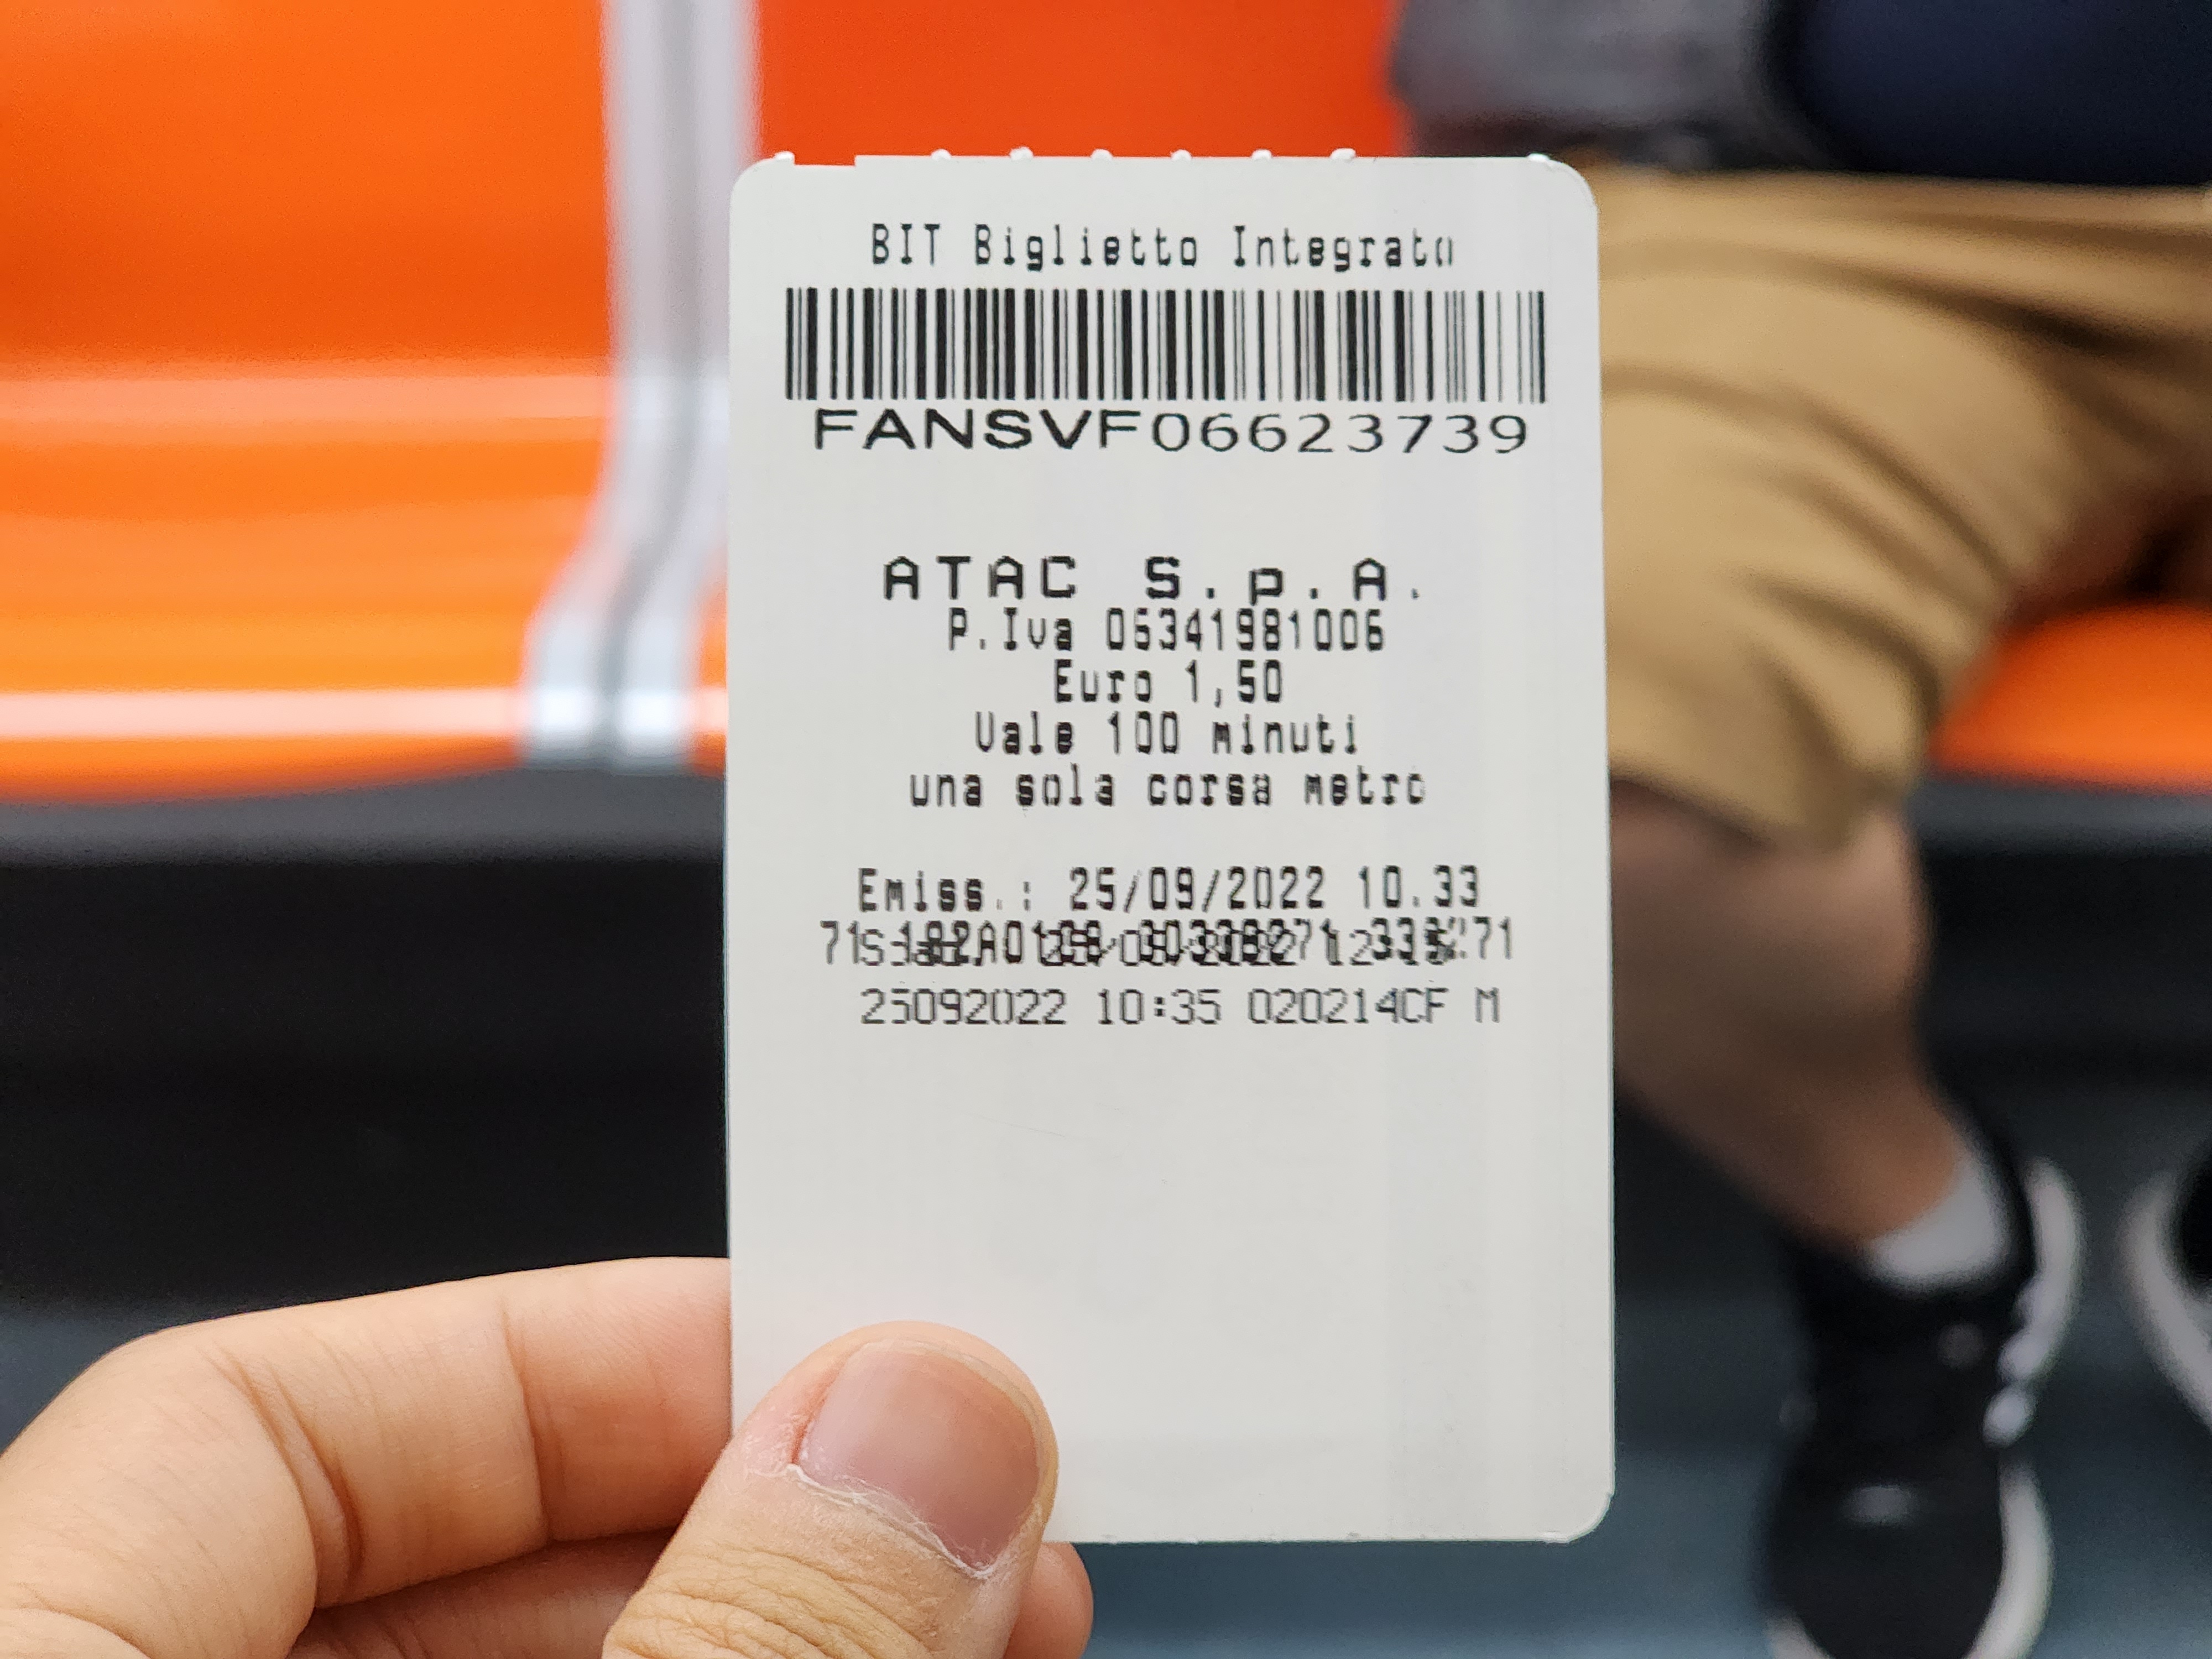 BIT Biglietto Integrato
FANSVF06623739
ATAC S.p.A.
P.Iva 06341981006
Euro 1,50
Vale 100 minuti
una sola corsa metro
Emiss.: 25/09/2022 10.33
25092022 10:35 020214CF M